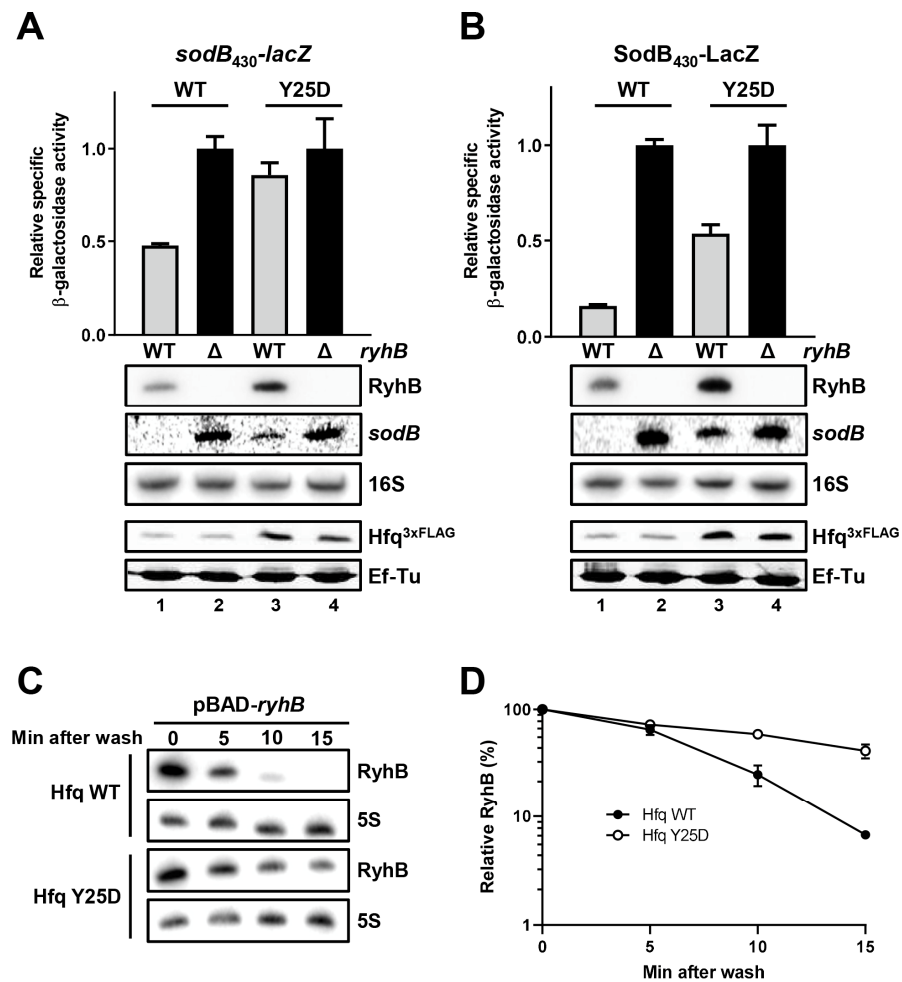 A
sodB430-lacZ
WT Y25D
Relative specific
β-galactosidase activity
1.0
0.5
0.0
WT Δ WT Δ ryhB
RyhB
sodB
16S
Hfq3xFLAG
Ef-Tu
1 2 3 4
B
SodB430-LacZ
WT Y25D
Relative specific
β-galactosidase activity
1.0
0.5
0.0
WT Δ WT Δ ryhB
RyhB
sodB
16S
Hfq3xFLAG
Ef-Tu
1 2 3 4
C
pBAD-ryhB
Min after wash 0 5 10 15
Hfq WT
RyhB
5S
Hfq Y25D
RyhB
5S
D
Relative RyhB (%)
100
10
1
Hfq WT
Hfq Y25D
0 5 10 15
Min after wash